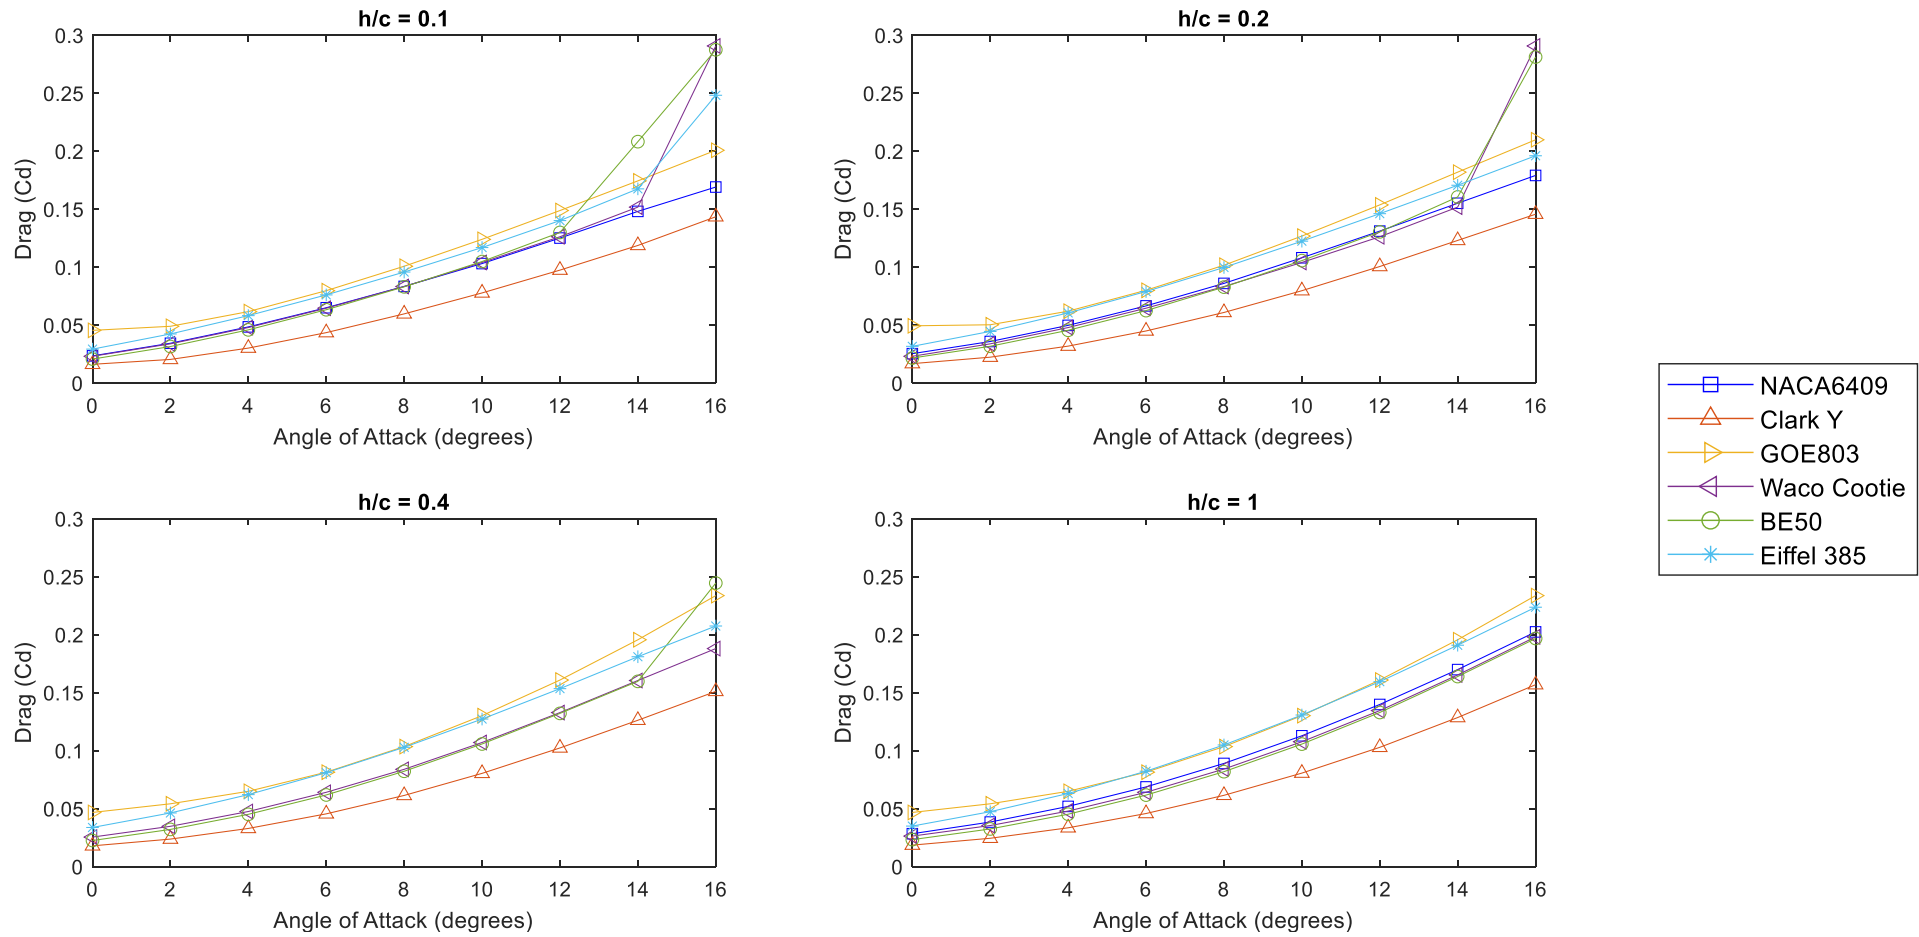 h/c = 0.1
0.3
0.25
0.2
0.15
0.1
0.05
0
Drag (Cd)
0 2 4 6 8 10 12 14 16
Angle of Attack (degrees)
h/c = 0.2
0.3
0.25
0.2
0.15
0.1
0.05
0
Drag (Cd)
0 2 4 6 8 10 12 14 16
Angle of Attack (degrees)
h/c = 0.4
0.3
0.25
0.2
0.15
0.1
0.05
0
Drag (Cd)
0 2 4 6 8 10 12 14 16
Angle of Attack (degrees)
h/c = 1
0.3
0.25
0.2
0.15
0.1
0.05
0
Drag (Cd)
0 2 4 6 8 10 12 14 16
Angle of Attack (degrees)
NACA6409
Clark Y
GOE803
Waco Cootie
BE50
Eiffel 385